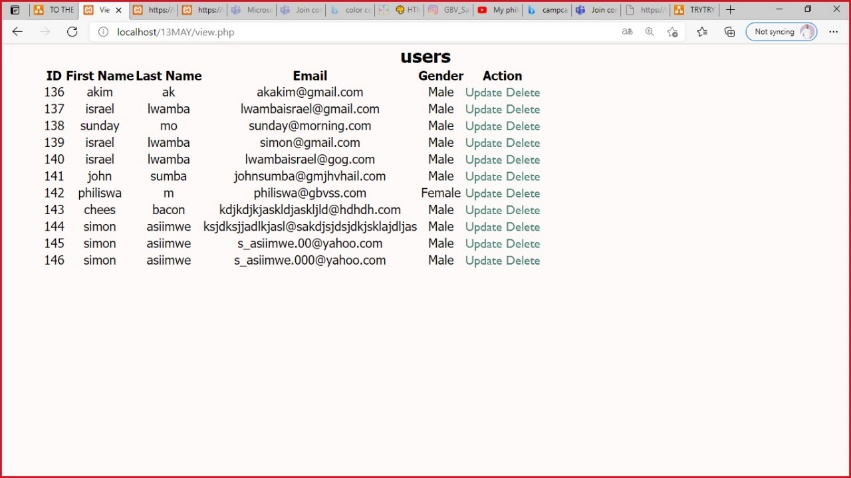 TO THE
Vie
https://
https://
Micros
Join co
color c
HTM
GBV_Sa
My phi
campca
Join co
https://
TRYTRY
localhost/13MAY/view.php
Not syncing
users
ID First Name Last Name Email Gender Action
136 akim ak akakim@gmail.com Male Update Delete
137 israel lwamba lwambaisrael@gmail.com Male Update Delete
138 sunday mo sunday@morning.com Male Update Delete
139 israel lwamba simon@gmail.com Male Update Delete
140 israel lwamba lwambaisrael@gog.com Male Update Delete
141 john sumba johnsumba@gmjhvhail.com Male Update Delete
142 philiswa m philiswa@gbvss.com Female Update Delete
143 chees bacon kdjkdjkjaskldjaskljld@hdhdh.com Male Update Delete
144 simon asiimwe ksjdksjjadlkjasl@sakdjsjdsjdkjsklajdljas Male Update Delete
145 simon asiimwe s_asiimwe.00@yahoo.com Male Update Delete
146 simon asiimwe s_asiimwe.000@yahoo.com Male Update Delete